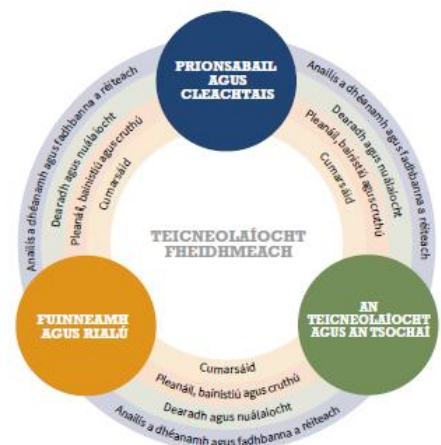 PRIONSABAIL
AGUS
CLEACHTAIS
Anailís a dhéanamh agus fadhbanna a réiteach
Dearadh agus nuálaíocht
Pleanáil, bainistiú agus cruthú
Cumarsáid
Anailís a dhéanamh agus fadhbanna a réiteach
Dearadh agus nuálaíocht
Pleanáil, bainistiú agus cruthú
Cumarsáid
TEICNEOLAÍOCHT
FHEIDHMEACH
FUINNEAMH
AGUS RIALÚ
AN
TEICNEOLAÍOCHT
AGUS AN TSOCHAÍ
Cumarsáid
Pleanáil, bainistiú agus cruthú
Dearadh agus nuálaíocht
Anailís a dhéanamh agus fadhbanna a réiteach